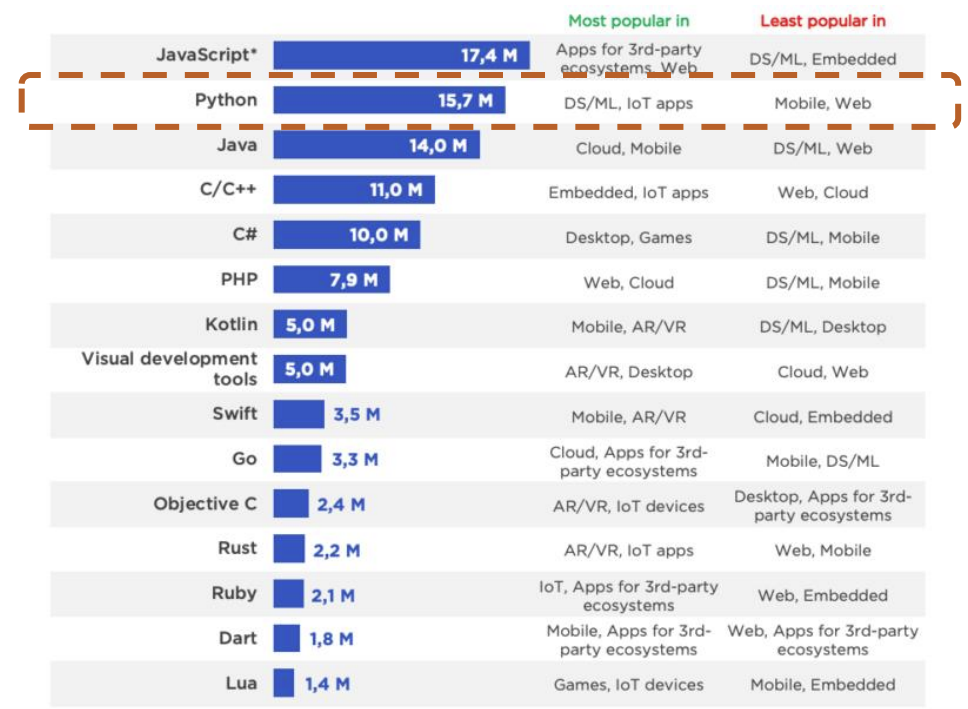 Most popular in Least popular in
JavaScript* 17,4 M Apps for 3rd-party ecosystems, Web DS/ML, Embedded
Python 15,7 M DS/ML, IoT apps Mobile, Web
Java 14,0 M Cloud, Mobile DS/ML, Web
C/C++ 11,0 M Embedded, IoT apps Web, Cloud
C# 10,0 M Desktop, Games DS/ML, Mobile
PHP 7,9 M Web, Cloud DS/ML, Mobile
Kotlin 5,0 M Mobile, AR/VR DS/ML, Desktop
Visual development tools 5,0 M AR/VR, Desktop Cloud, Web
Swift 3,5 M Mobile, AR/VR Cloud, Embedded
Go 3,3 M Cloud, Apps for 3rd-party ecosystems Mobile, DS/ML
Objective C 2,4 M AR/VR, IoT devices Desktop, Apps for 3rd-party ecosystems
Rust 2,2 M AR/VR, IoT apps Web, Mobile
Ruby 2,1 M IoT, Apps for 3rd-party ecosystems Web, Embedded
Dart 1,8 M Mobile, Apps for 3rd-party ecosystems Web, Apps for 3rd-party ecosystems
Lua 1,4 M Games, IoT devices Mobile, Embedded